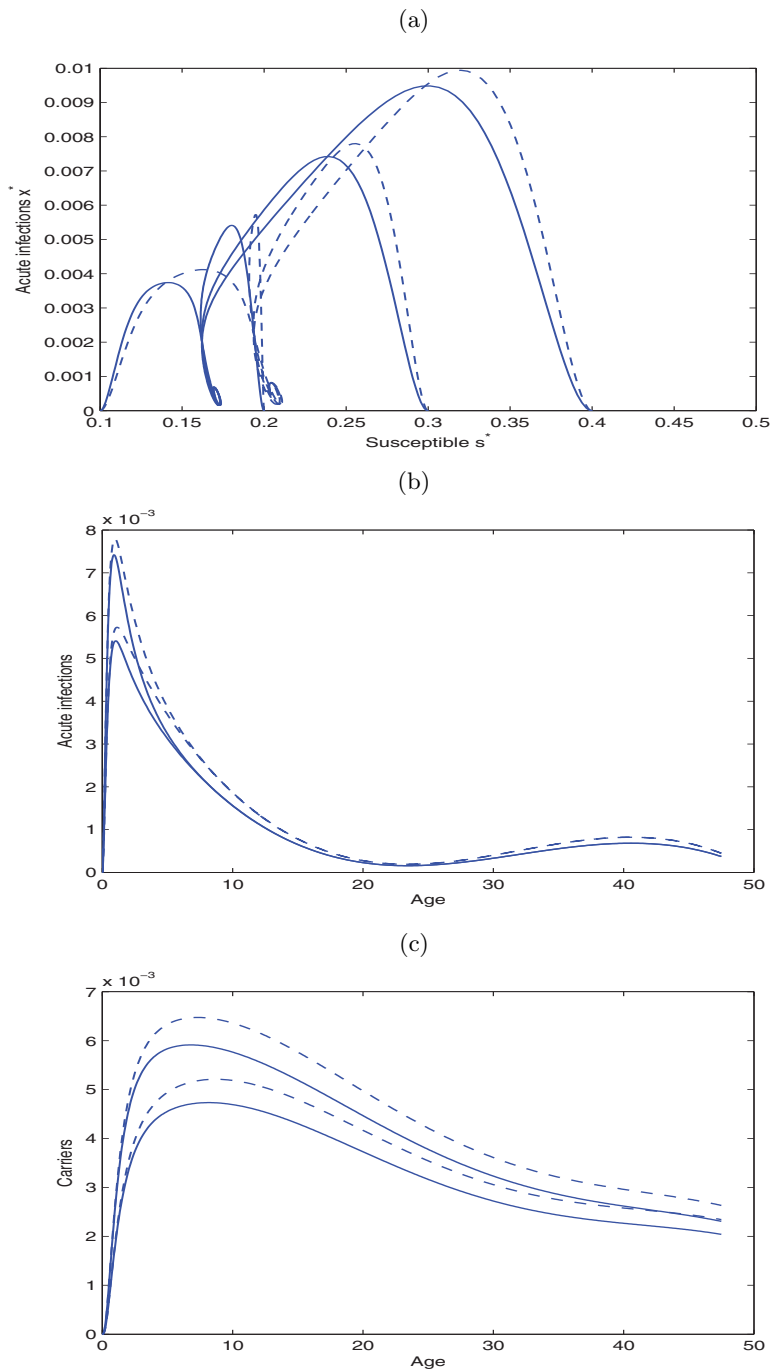 (a)
0.01
0.009
0.008
0.007
0.006
0.005
0.004
0.003
0.002
0.001
0
Acute infections x*
0.1 0.15 0.2 0.25 0.3 0.35 0.4 0.45 0.5
Susceptible s*
(b)
x 10⁻³
8
7
6
5
4
3
2
1
0
Acute infections
0 10 20 30 40 50
Age
(c)
x 10⁻³
7
6
5
4
3
2
1
0
Carriers
0 10 20 30 40 50
Age